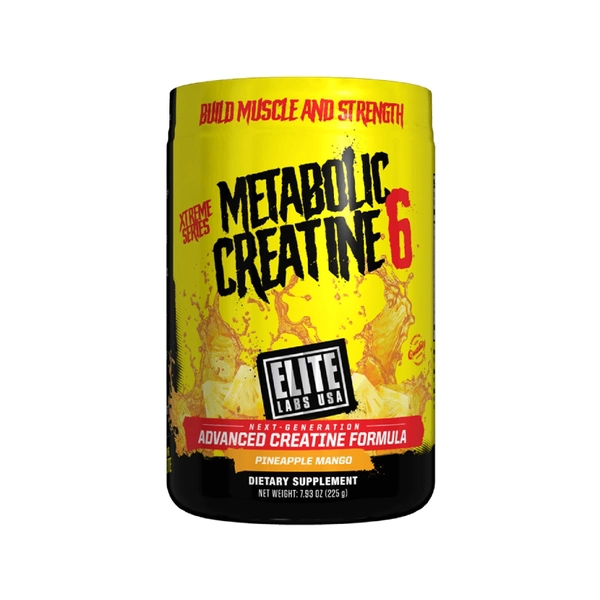 BUILD MUSCLE AND STRENGTH
XTREME SERIES
METABOLIC
CREATINE 6
ELITE
LABS USA
NEXT-GENERATION
ADVANCED CREATINE FORMULA
PINEAPPLE MANGO
DIETARY SUPPLEMENT
NET WEIGHT: 7.93 OZ (225 g)